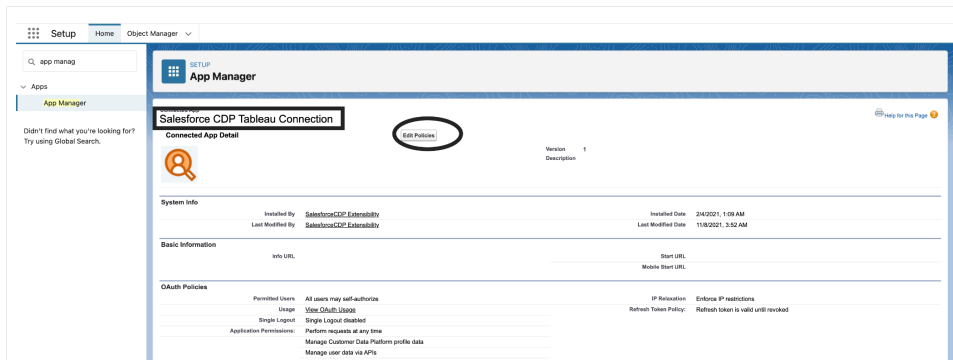 Setup
Home
Object Manager
app manag
Apps
App Manager
Didn't find what you're looking for?
Try using Global Search.
SETUP
App Manager
Connected App
Salesforce CDP Tableau Connection
Help for this Page
Connected App Detail
Edit Policies
Version 1
Description
System Info
Installed By SalesforceCDP Extensibility Installed Date 2/4/2021, 1:09 AM
Last Modified By SalesforceCDP Extensibility Last Modified Date 11/8/2021, 3:52 AM
Basic Information
Info URL Start URL
Mobile Start URL
OAuth Policies
Permitted Users All users may self-authorize IP Relaxation Enforce IP restrictions
Usage View OAuth Usage Refresh Token Policy: Refresh token is valid until revoked
Single Logout Single Logout disabled
Application Permissions: Perform requests at any time
Manage Customer Data Platform profile data
Manage user data via APIs